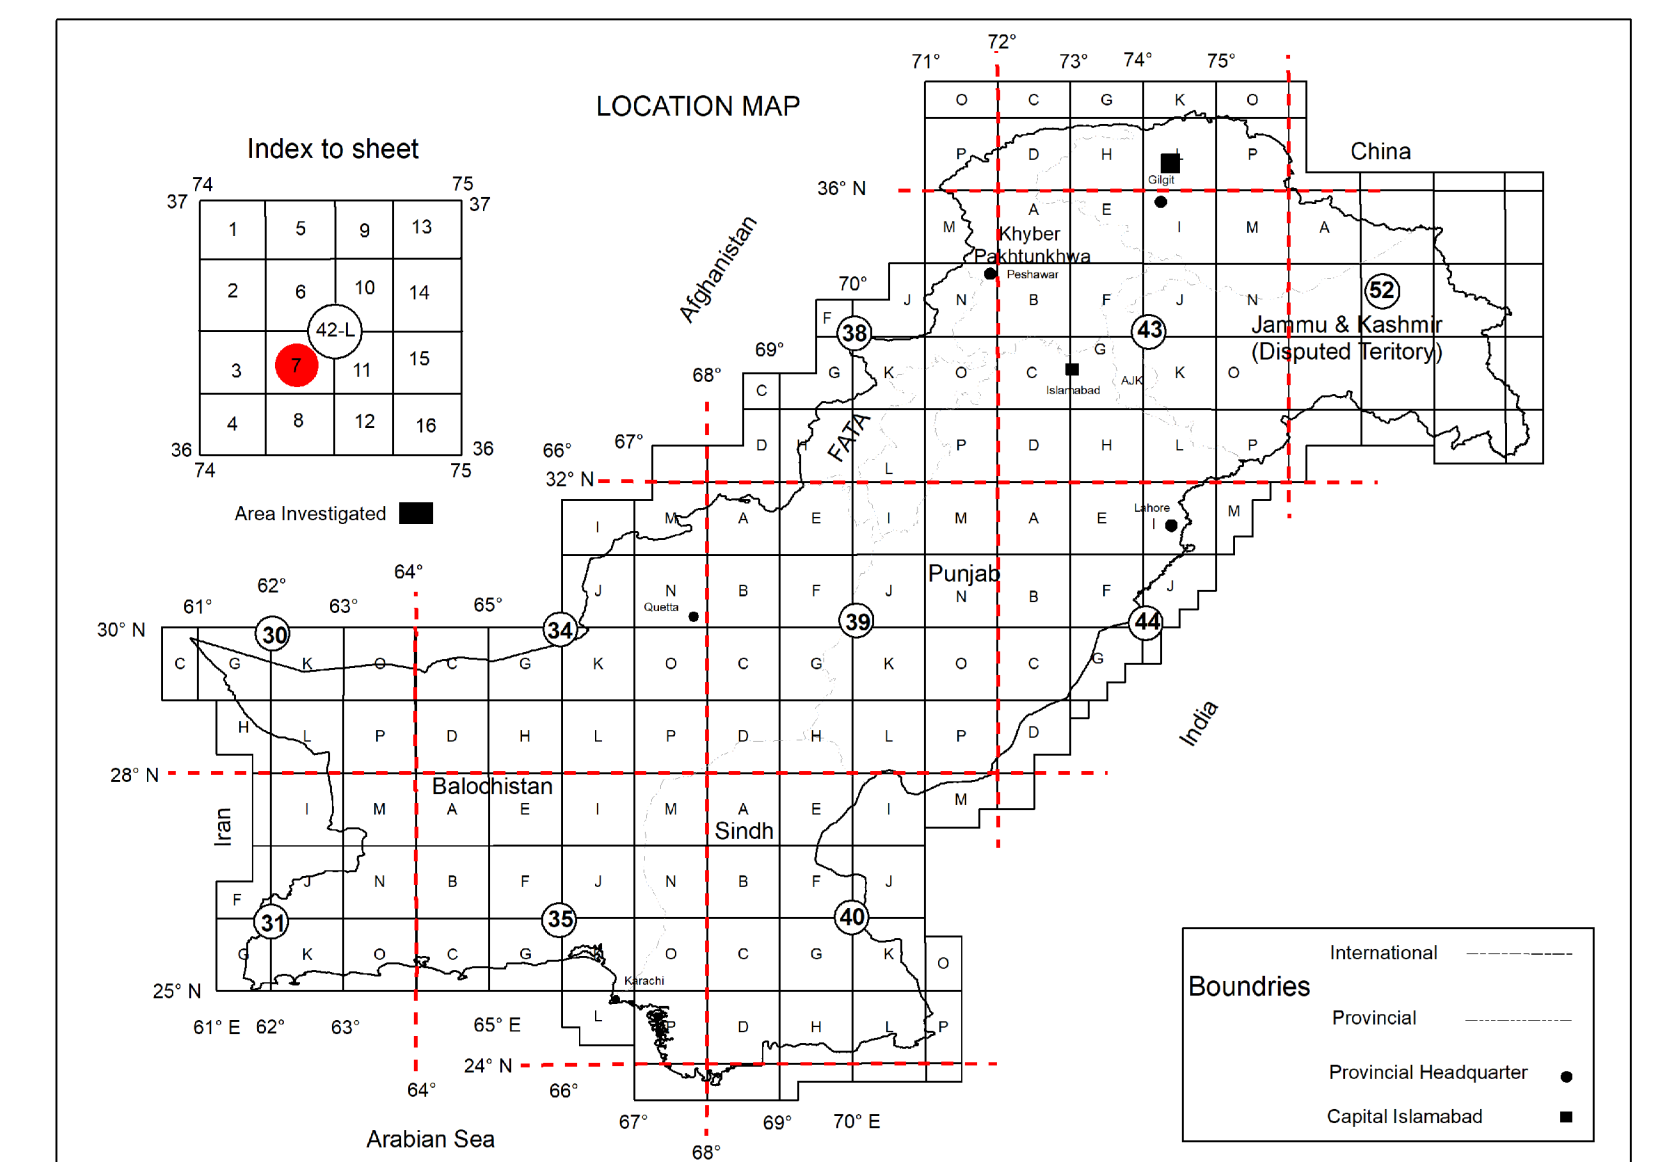 72°
71°
73°
74°
75°
LOCATION MAP
O C G K O
Index to sheet
China
P D H L P
Gilgit
74 75
37 37
36° N
1 5 9 13
A E
M I M A
Khyber
Pakhtunkhwa
Peshawar
Afghanistan
2 6 10 14
70°
J N B F J N
52
F
38
43
42-L
Jammu & Kashmir
(Disputed Teritory)
69°
G
3 7 11 15
68°
G K O C K O
AJK
Islamabad
C
4 8 12 16
FATA
66° 67°
D H P D H L P
L
36 36
74 75
32° N
Area Investigated
Lahore
I M A E I M A E I M
64°
62°
Punjab
61° 63° 65°
J N B F J N B F J
Quetta
30° N
30
34
39
44
C G K O C G K O C G K O C G
India
H L P D H L P D H L P D
28° N
Balochistan
Iran
I M A E I M A E I M
Sindh
F J N B F J N B F J
31
35
40
G K O C G K O C G K O
Karachi
25° N
61° E 62° 63° 65° E
L P D H L P
24° N
64° 66°
67° 69° 70° E
68°
Arabian Sea
International
Boundries
Provincial
Provincial Headquarter
Capital Islamabad